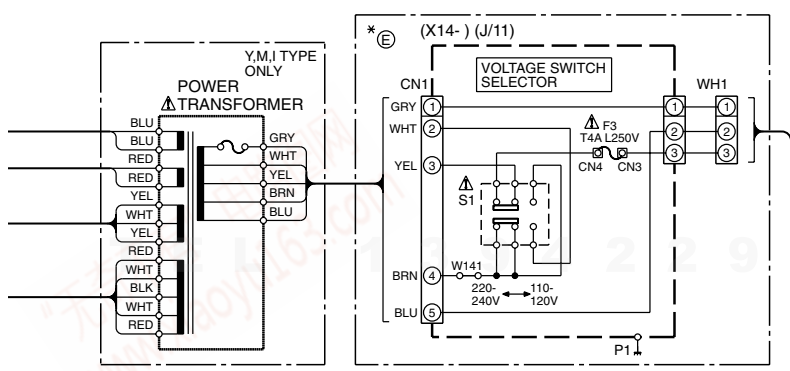 * E (X14- ) (J/11)
Y,M,I TYPE
ONLY
POWER
TRANSFORMER
BLU
BLU
RED
RED
YEL
WHT
YEL
RED
WHT
BLK
WHT
RED
GRY
WHT
YEL
BRN
BLU
VOLTAGE SWITCH
SELECTOR
CN1
WH1
GRY 1
WHT 2
YEL 3
BRN 4
BLU 5
F3
T4A L250V
CN4 CN3
S1
W141
220-
240V
110-
120V
1 1
2 2
3 3
P1